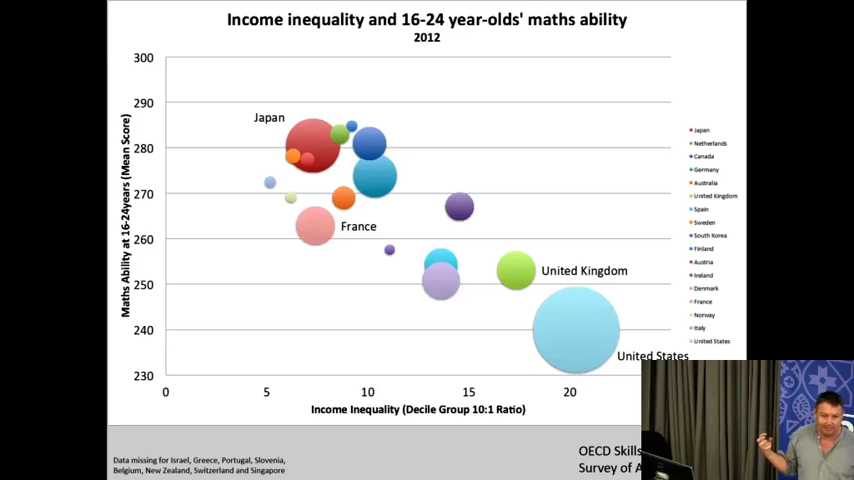 Income inequality and 16-24 year-olds' maths ability
2012
Maths Ability at 16-24years (Mean Score)
300
290
280
270
260
250
240
230
Japan
France
United Kingdom
United States
0
5
10
15
20
Income Inequality (Decile Group 10:1 Ratio)
Japan
Netherlands
Canada
Germany
Australia
United Kingdom
Spain
Sweden
South Korea
Finland
Austria
Ireland
Denmark
France
Norway
Italy
United States
Data missing for Israel, Greece, Portugal, Slovenia,
Belgium, New Zealand, Switzerland and Singapore
OECD Skills
Survey of A